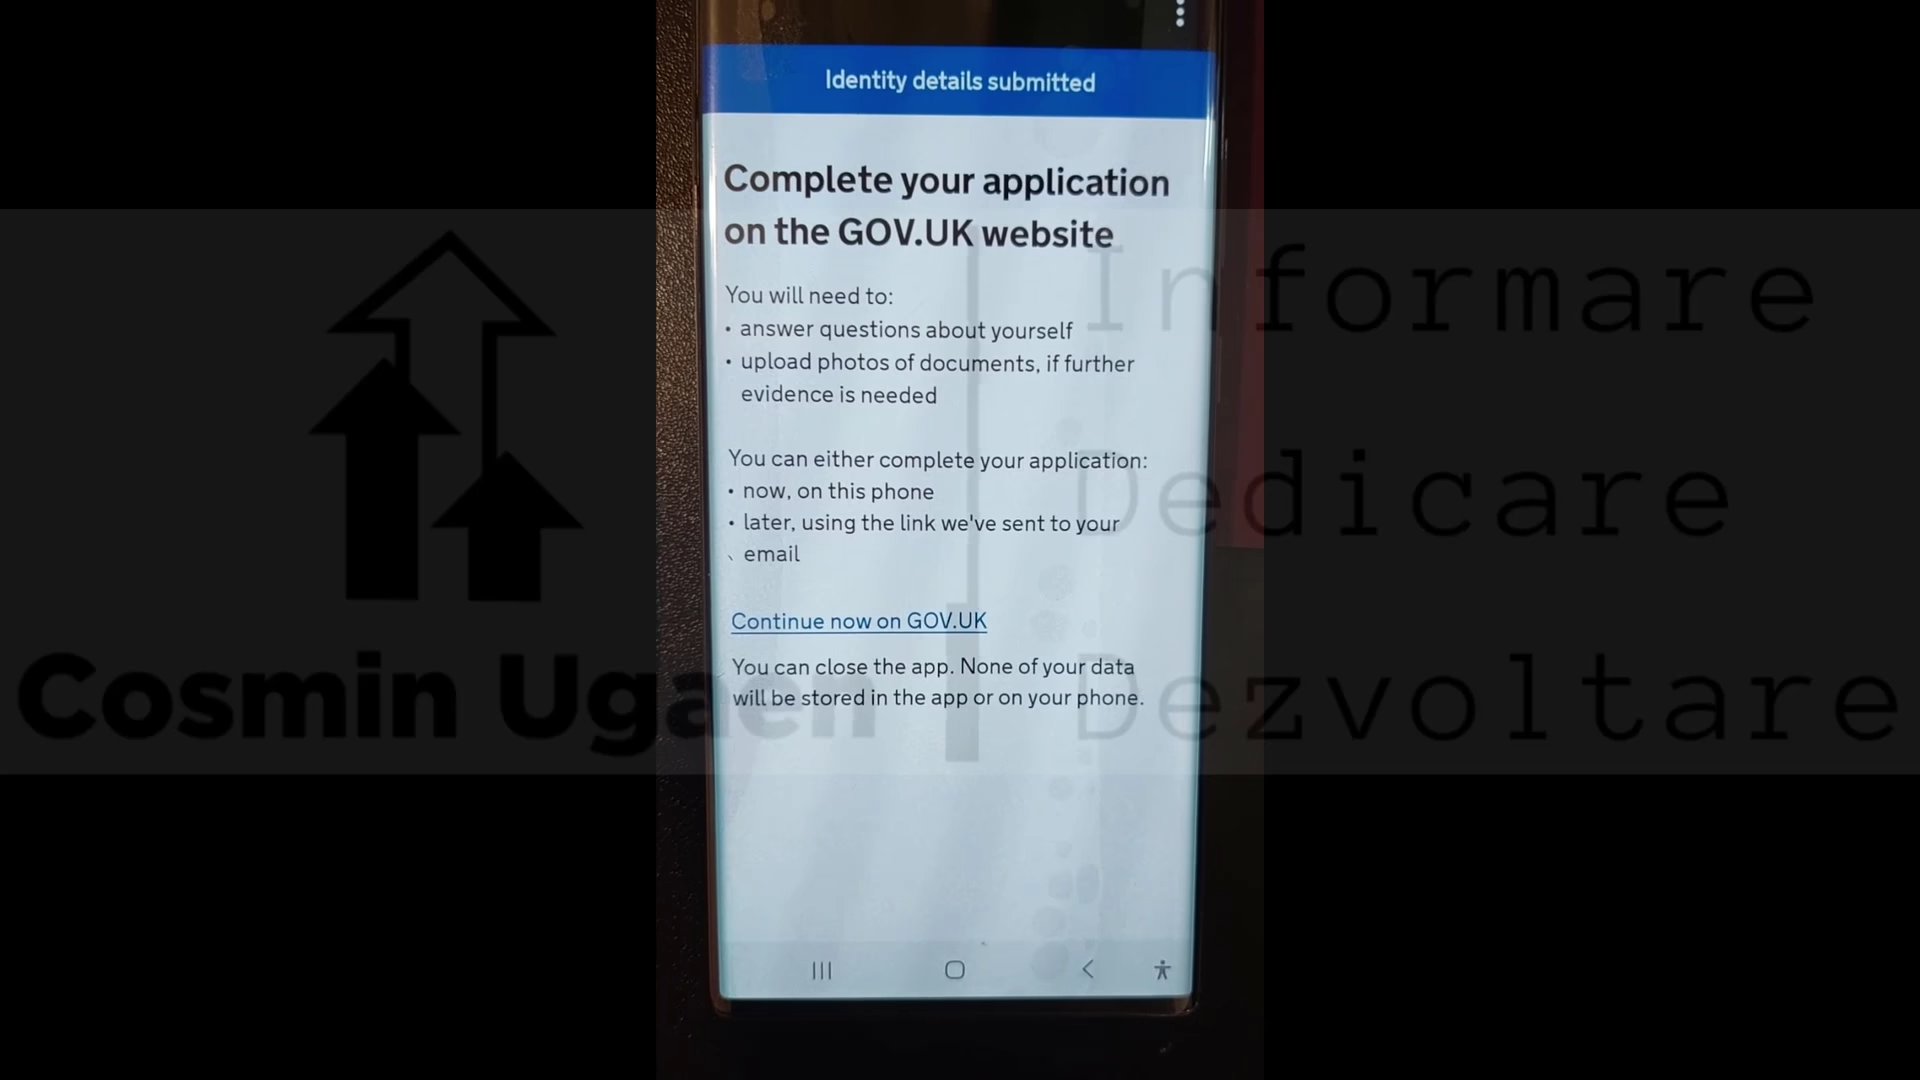 Identity details submitted
Complete your application
on the GOV.UK website
You will need to:
• answer questions about yourself
• upload photos of documents, if further
evidence is needed
You can either complete your application:
• now, on this phone
• later, using the link we've sent to your
email
Continue now on GOV.UK
You can close the app. None of your data
will be stored in the app or on your phone.
Cosmin Ugaen
Informare
Dedicare
Dezvoltare